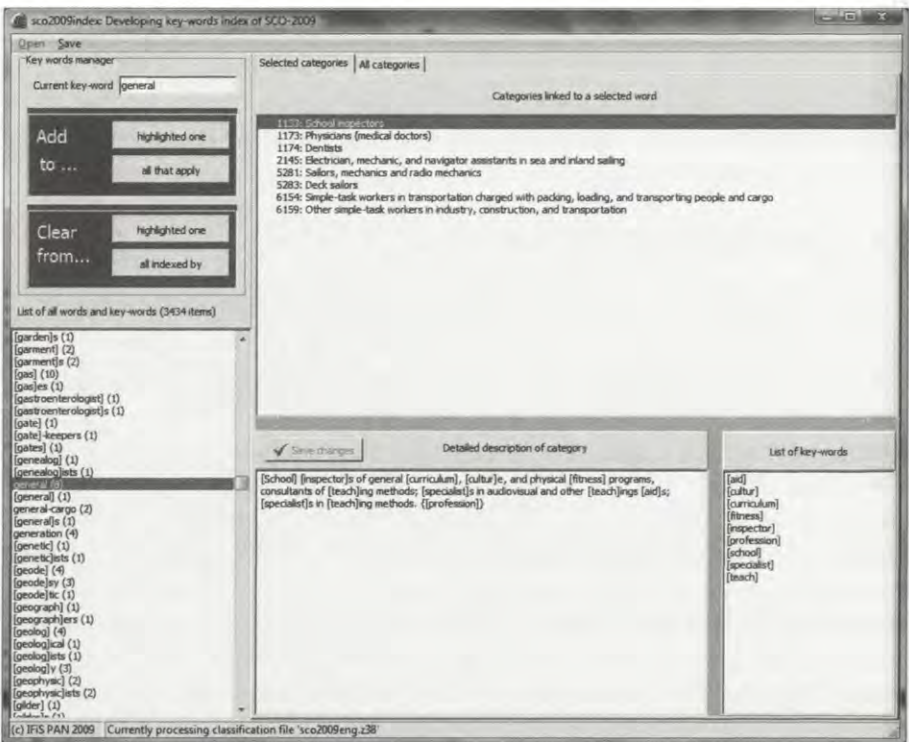 sco2009index: Developing key-words index of SCO-2009
Open Save
Key words manager
Current key-word general
Add to ...
highlighted one
all that apply
Clear from...
highlighted one
all indexed by
List of all words and key-words (3434 items)
[garden]s (1)
[garment] (2)
[garment]s (2)
[gas] (10)
[gas]es (1)
[gastroenterologist] (1)
[gastroenterologist]s (1)
[gate] (1)
[gate]-keepers (1)
[gates] (1)
[genealog] (1)
[genealog]ists (1)
general
[general] (1)
general-cargo (2)
[general]s (1)
generation (4)
[genetic] (1)
[genetic]ists (1)
[geode] (4)
[geode]sy (3)
[geode]tic (1)
[geograph] (1)
[geograph]ers (1)
[geolog] (4)
[geolog]ical (1)
[geolog]ists (1)
[geolog]y (3)
[geophysic] (2)
[geophysic]ists (2)
[gilder] (1)
Selected categories All categories
Categories linked to a selected word
1133: School inspectors
1173: Physicians (medical doctors)
1174: Dentists
2145: Electrician, mechanic, and navigator assistants in sea and inland sailing
5281: Sailors, mechanics and radio mechanics
5283: Deck sailors
6154: Simple-task workers in transportation charged with packing, loading, and transporting people and cargo
6159: Other simple-task workers in industry, construction, and transportation
Save changes
Detailed description of category
[School] [inspector]s of general [curriculum], [cultur]e, and physical [fitness] programs,
consultants of [teach]ing methods; [specialist]s in audiovisual and other [teach]ings [aid]s;
[specialist]s in [teach]ing methods. {[profession]}
List of key-words
[aid]
[cultur]
[curriculum]
[fitness]
[inspector]
[profession]
[school]
[specialist]
[teach]
(c) IFiS PAN 2009 Currently processing classification file 'sco2009eng.z38'